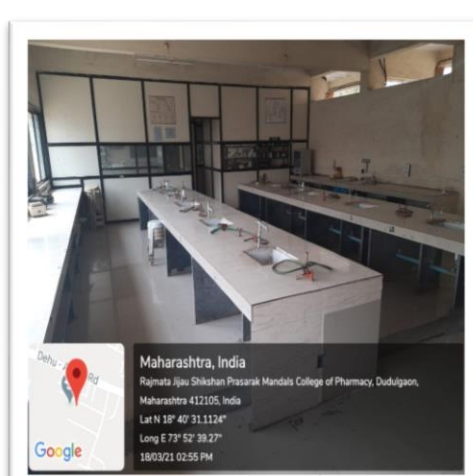 Maharashtra, India
Rajmata Jijau Shikshan Prasarak Mandals College of Pharmacy, Dudulgaon,
Maharashtra 412105, India
Lat N 18° 40' 31.1124"
Long E 73° 52' 39.27"
18/03/21 02:55 PM
Dehu-
Rd
Google